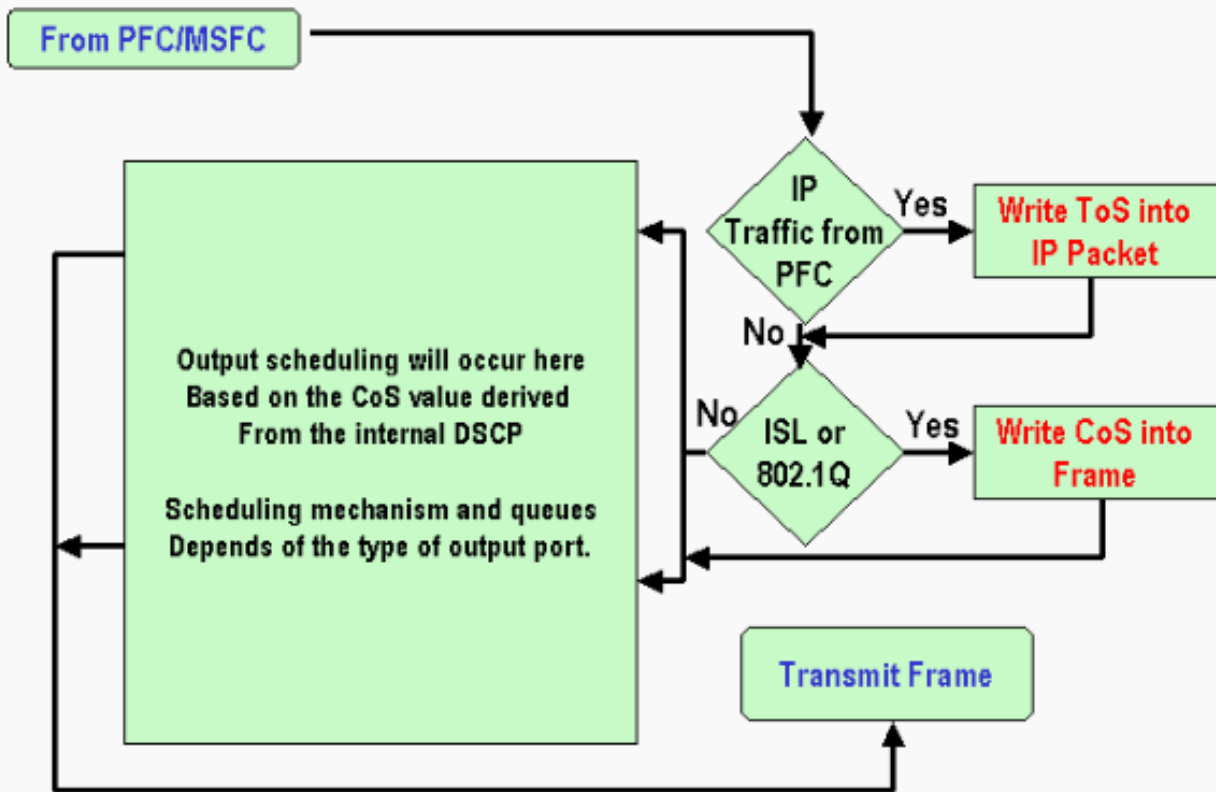 From PFC/MSFC
IP
Traffic from
PFC
Yes
Write ToS into
IP Packet
No
ISL or
802.1Q
No
Yes
Write CoS into
Frame
Output scheduling will occur here
Based on the CoS value derived
From the internal DSCP
Scheduling mechanism and queues
Depends of the type of output port.
Transmit Frame